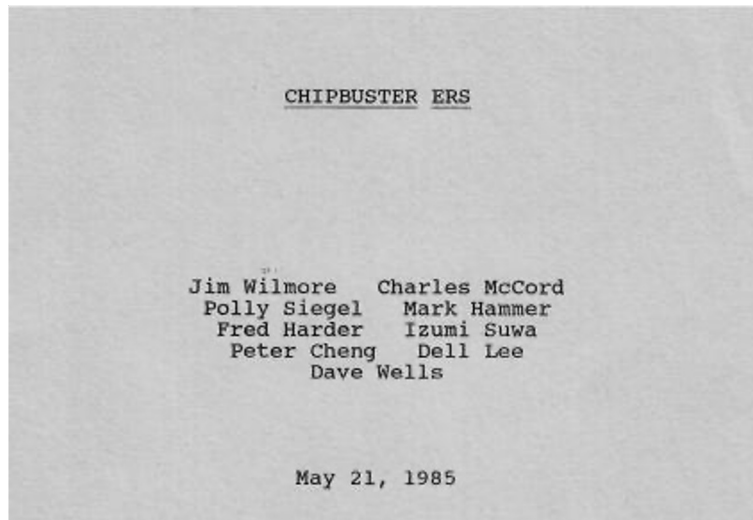 CHIPBUSTER ERS
Jim Wilmore Charles McCord
Polly Siegel Mark Hammer
Fred Harder Izumi Suwa
Peter Cheng Dell Lee
Dave Wells
May 21, 1985